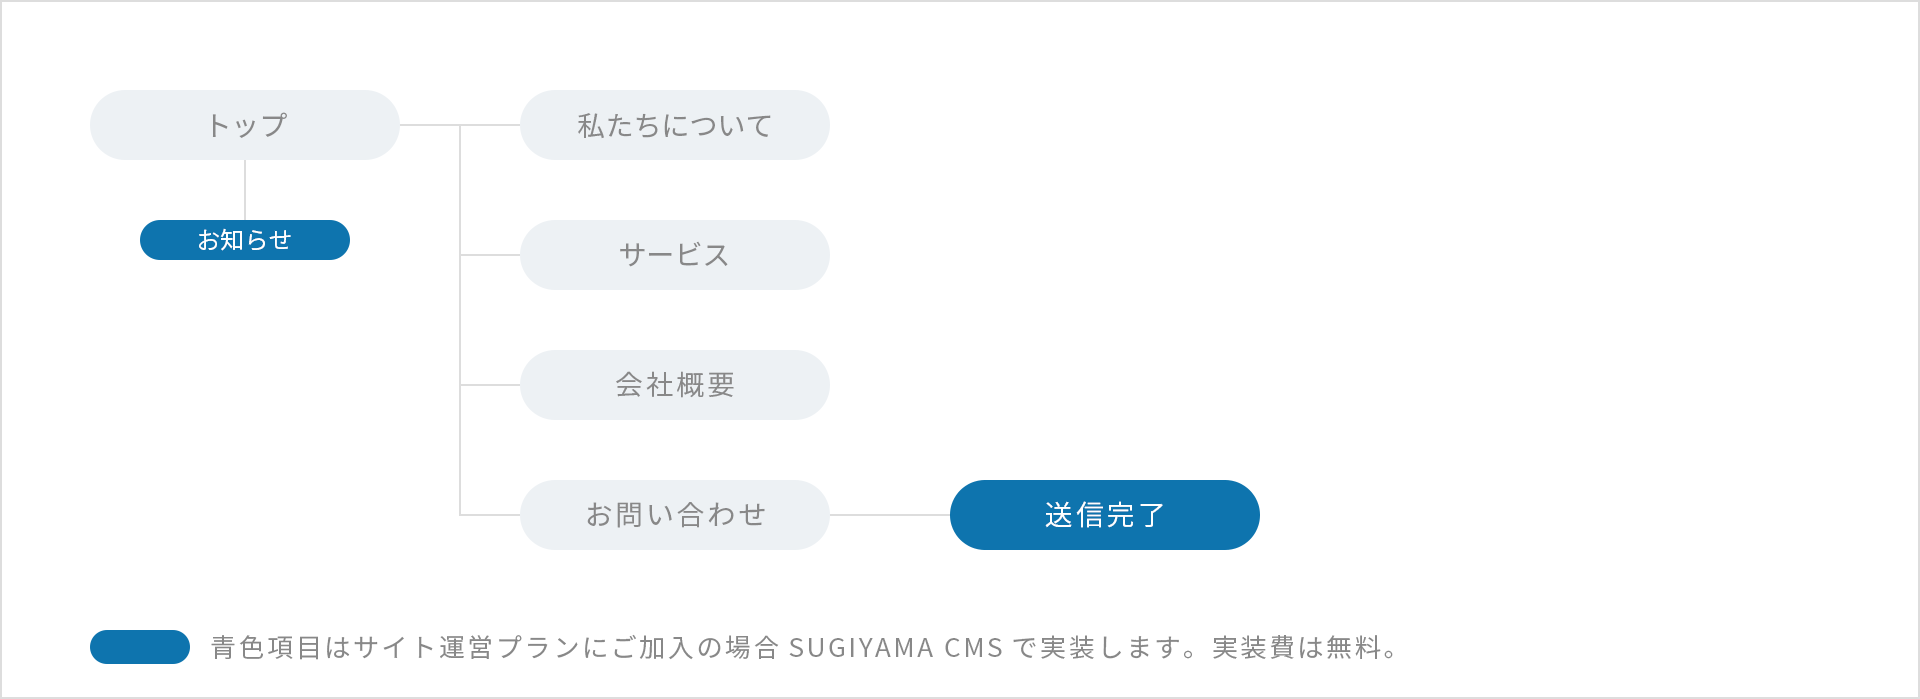 トップ
私たちについて
お知らせ
サービス
会社概要
お問い合わせ
送信完了
青色項目はサイト運営プランにご加入の場合 SUGIYAMA CMS で実装します。実装費は無料。